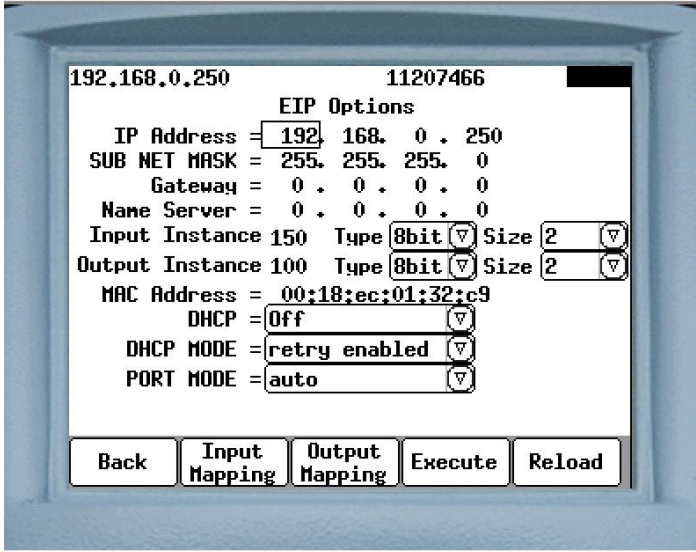 192.168.0.250 11207466
EIP Options
IP Address = 192. 168. 0 . 250
SUB NET MASK = 255. 255. 255. 0
Gateway = 0 . 0 . 0 . 0
Name Server = 0 . 0 . 0 . 0
Input Instance 150 Type 8bit Size 2
Output Instance 100 Type 8bit Size 2
MAC Address = 00:18:ec:01:32:c9
DHCP = Off
DHCP MODE = retry enabled
PORT MODE = auto
Back Input Mapping Output Mapping Execute Reload